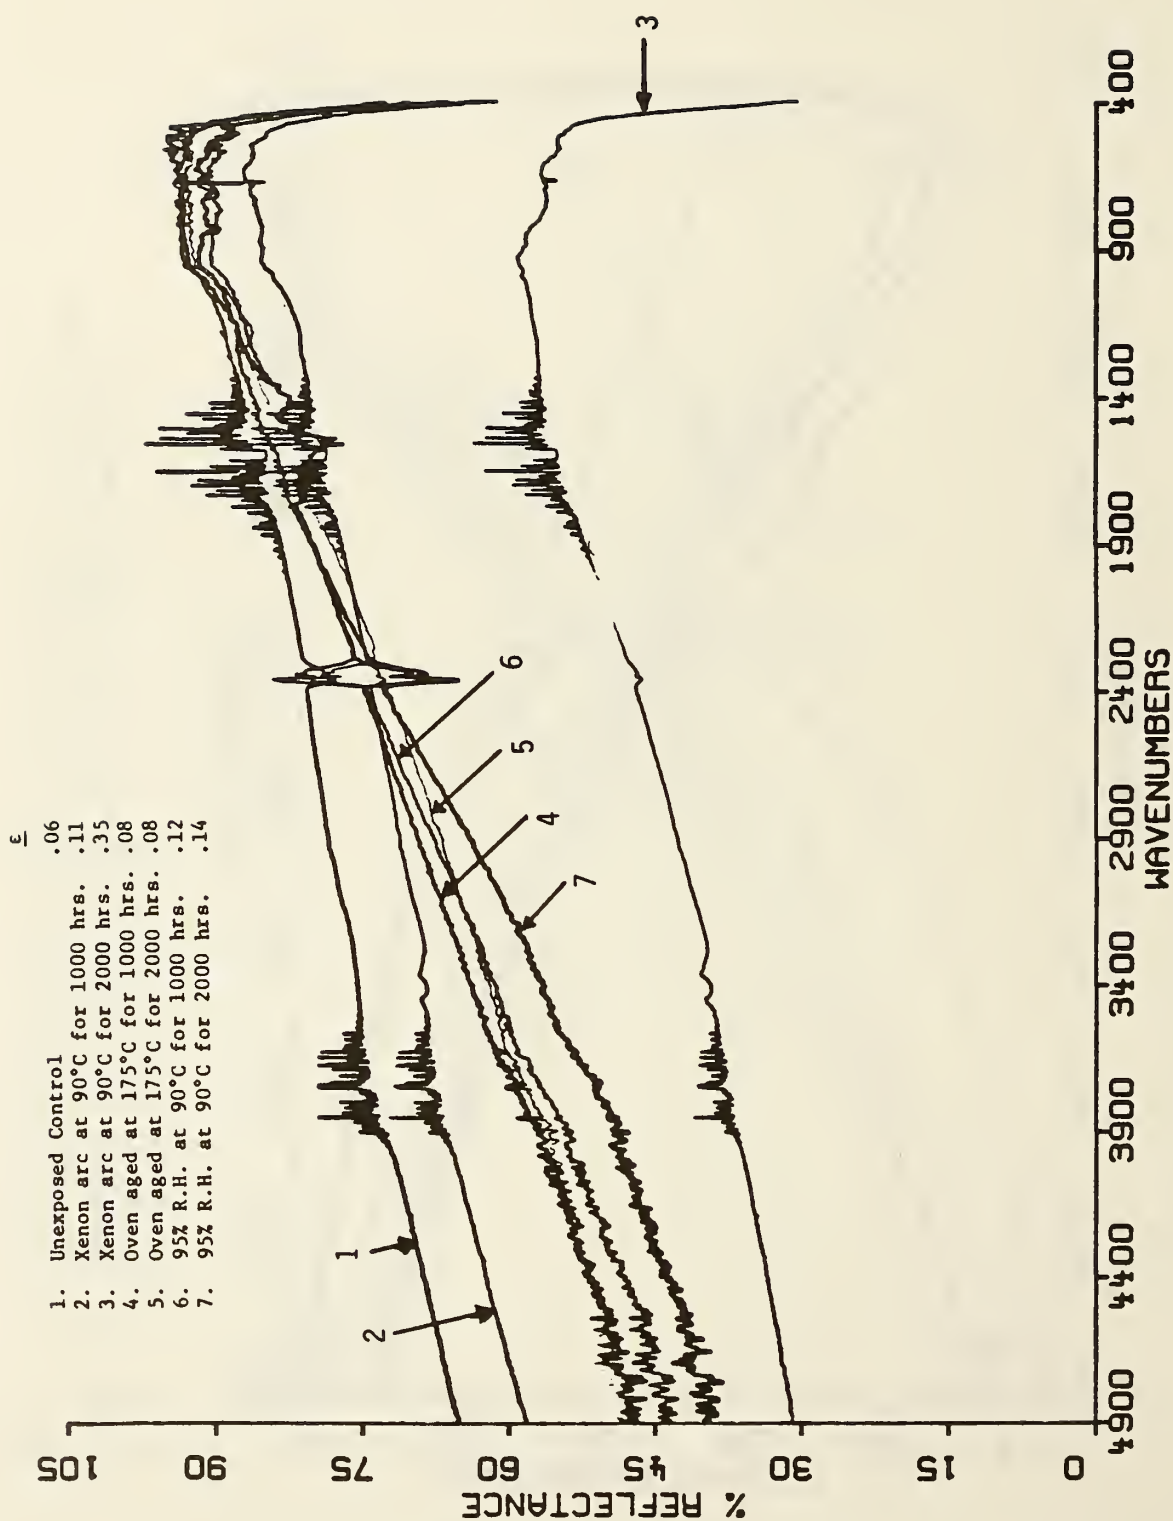 ε
1. Unexposed Control .06
2. Xenon arc at 90°C for 1000 hrs. .11
3. Xenon arc at 90°C for 2000 hrs. .35
4. Oven aged at 175°C for 1000 hrs. .08
5. Oven aged at 175°C for 2000 hrs. .08
6. 95% R.H. at 90°C for 1000 hrs. .12
7. 95% R.H. at 90°C for 2000 hrs. .14
% REFLECTANCE
105
90
75
60
45
30
15
0
1
2
4
5
6
7
3
4900
4400
3900
3400
2900
2400
1900
1400
900
400
WAVENUMBERS